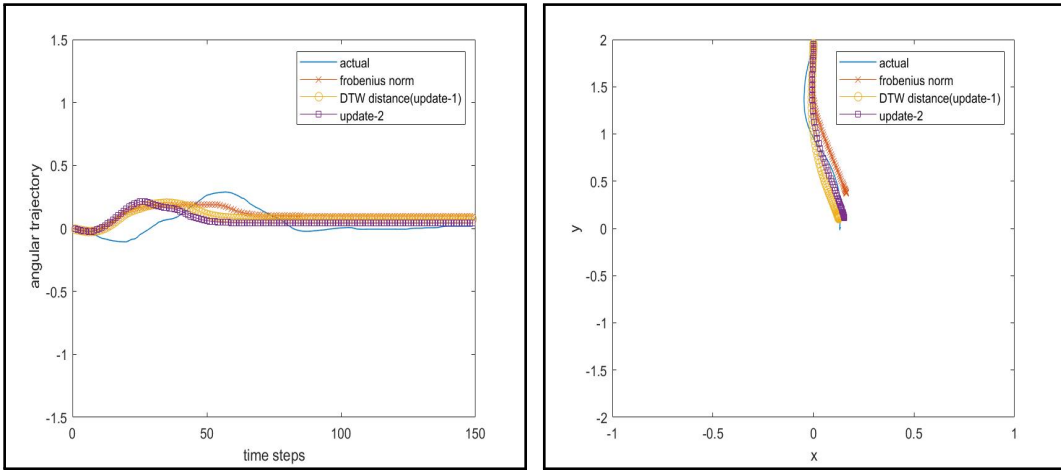 1.5
1
0.5
0
-0.5
-1
-1.5
angular trajectory
0
50
100
150
time steps
actual
frobenius norm
DTW distance(update-1)
update-2
2
1.5
1
0.5
0
-0.5
-1
-1.5
-2
y
-1
-0.5
0
0.5
1
x
actual
frobenius norm
DTW distance(update-1)
update-2